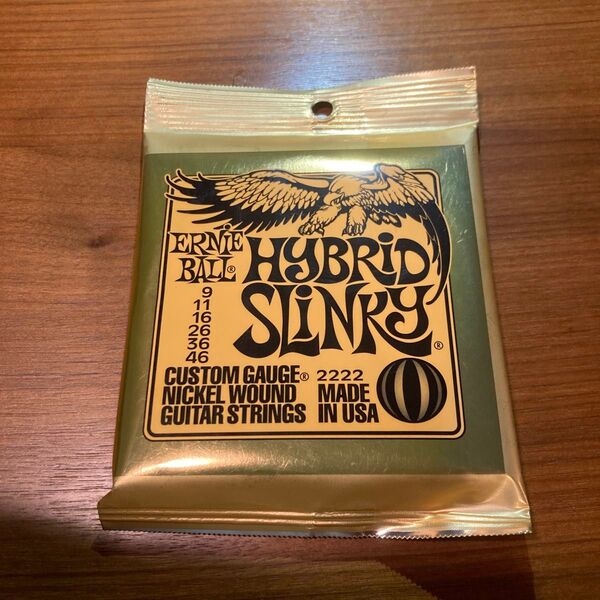 ERNIE
BALL®
HYBRID
SLINKY®
9
11
16
26
36
46
CUSTOM GAUGE® 2222
NICKEL WOUND MADE
GUITAR STRINGS IN USA